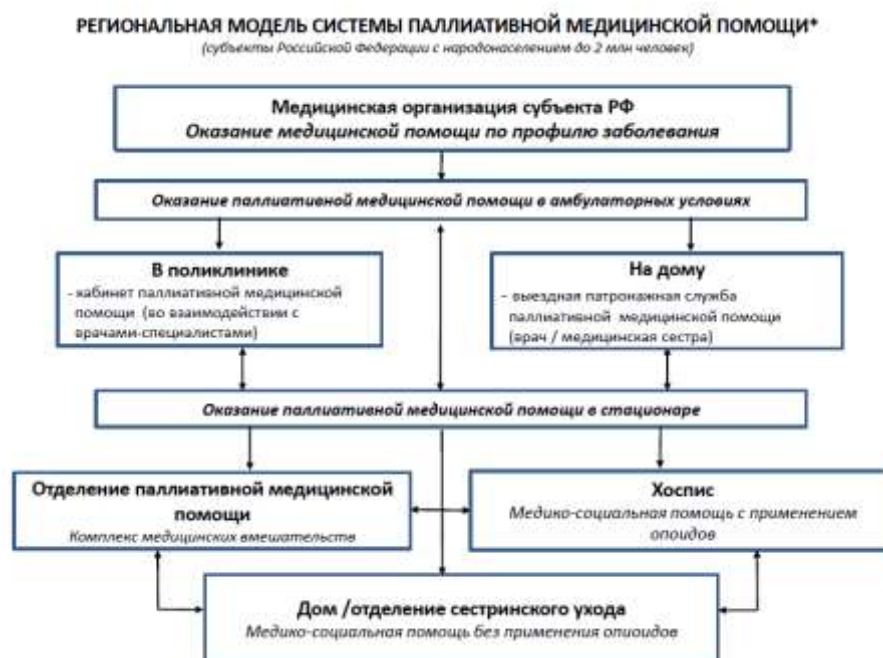 РЕГИОНАЛЬНАЯ МОДЕЛЬ СИСТЕМЫ ПАЛЛИАТИВНОЙ МЕДИЦИНСКОЙ ПОМОЩИ*
(субъекты Российской Федерации с народонаселением до 2 млн человек)
Медицинская организация субъекта РФ
Оказание медицинской помощи по профилю заболевания
Оказание паллиативной медицинской помощи в амбулаторных условиях
В поликлинике
- кабинет паллиативной медицинской
помощи (во взаимодействии с
врачами-специалистами)
На дому
- выездная патронажная служба
паллиативной медицинской помощи
(врач / медицинская сестра)
Оказание паллиативной медицинской помощи в стационаре
Отделение паллиативной медицинской
помощи
Комплекс медицинских вмешательств
Хоспис
Медико-социальная помощь с применением
опоидов
Дом /отделение сестринского ухода
Медико-социальная помощь без применения опиоидов